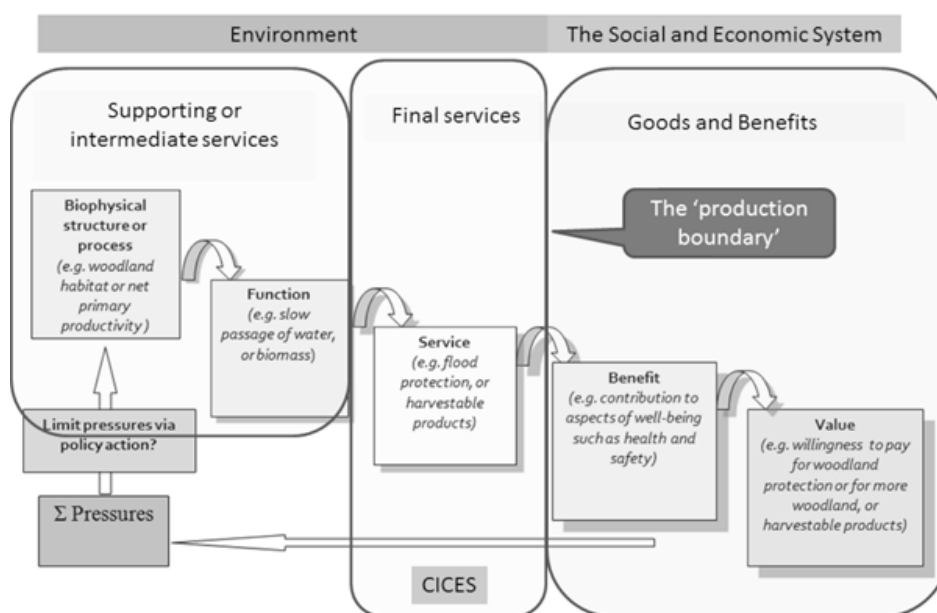 Environment
The Social and Economic System
Supporting or
intermediate services
Final services
Goods and Benefits
Biophysical
structure or
process
(e.g. woodland
habitat or net
primary
productivity)
The 'production
boundary'
Function
(e.g. slow
passage of water,
or biomass)
Service
(e.g. flood
protection, or
harvestable
products)
Benefit
(e.g. contribution to
aspects of well-being
such as health and
safety)
Value
(e.g. willingness to pay
for woodland
protection or for more
woodland, or
harvestable products)
Limit pressures via
policy action?
Σ Pressures
CICES